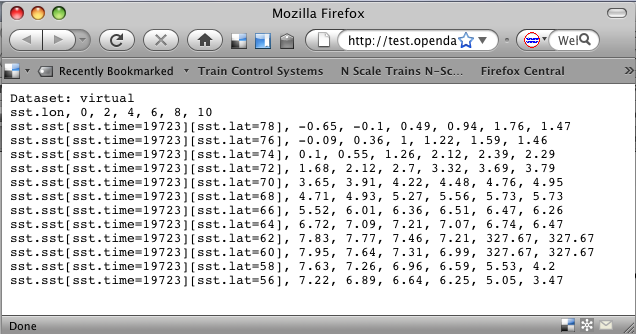 Mozilla Firefox
http://test.openda
Wel
Recently Bookmarked Train Control Systems N Scale Trains N-Sc... Firefox Central
Dataset: virtual
sst.lon, 0, 2, 4, 6, 8, 10
sst.sst[sst.time=19723][sst.lat=78], -0.65, -0.1, 0.49, 0.94, 1.76, 1.47
sst.sst[sst.time=19723][sst.lat=76], -0.09, 0.36, 1, 1.22, 1.59, 1.46
sst.sst[sst.time=19723][sst.lat=74], 0.1, 0.55, 1.26, 2.12, 2.39, 2.29
sst.sst[sst.time=19723][sst.lat=72], 1.68, 2.12, 2.7, 3.32, 3.69, 3.79
sst.sst[sst.time=19723][sst.lat=70], 3.65, 3.91, 4.22, 4.48, 4.76, 4.95
sst.sst[sst.time=19723][sst.lat=68], 4.71, 4.93, 5.27, 5.56, 5.73, 5.73
sst.sst[sst.time=19723][sst.lat=66], 5.52, 6.01, 6.36, 6.51, 6.47, 6.26
sst.sst[sst.time=19723][sst.lat=64], 6.72, 7.09, 7.21, 7.07, 6.74, 6.47
sst.sst[sst.time=19723][sst.lat=62], 7.83, 7.77, 7.46, 7.21, 327.67, 327.67
sst.sst[sst.time=19723][sst.lat=60], 7.95, 7.64, 7.31, 6.99, 327.67, 327.67
sst.sst[sst.time=19723][sst.lat=58], 7.63, 7.26, 6.96, 6.59, 5.53, 4.2
sst.sst[sst.time=19723][sst.lat=56], 7.22, 6.89, 6.64, 6.25, 5.05, 3.47
Done